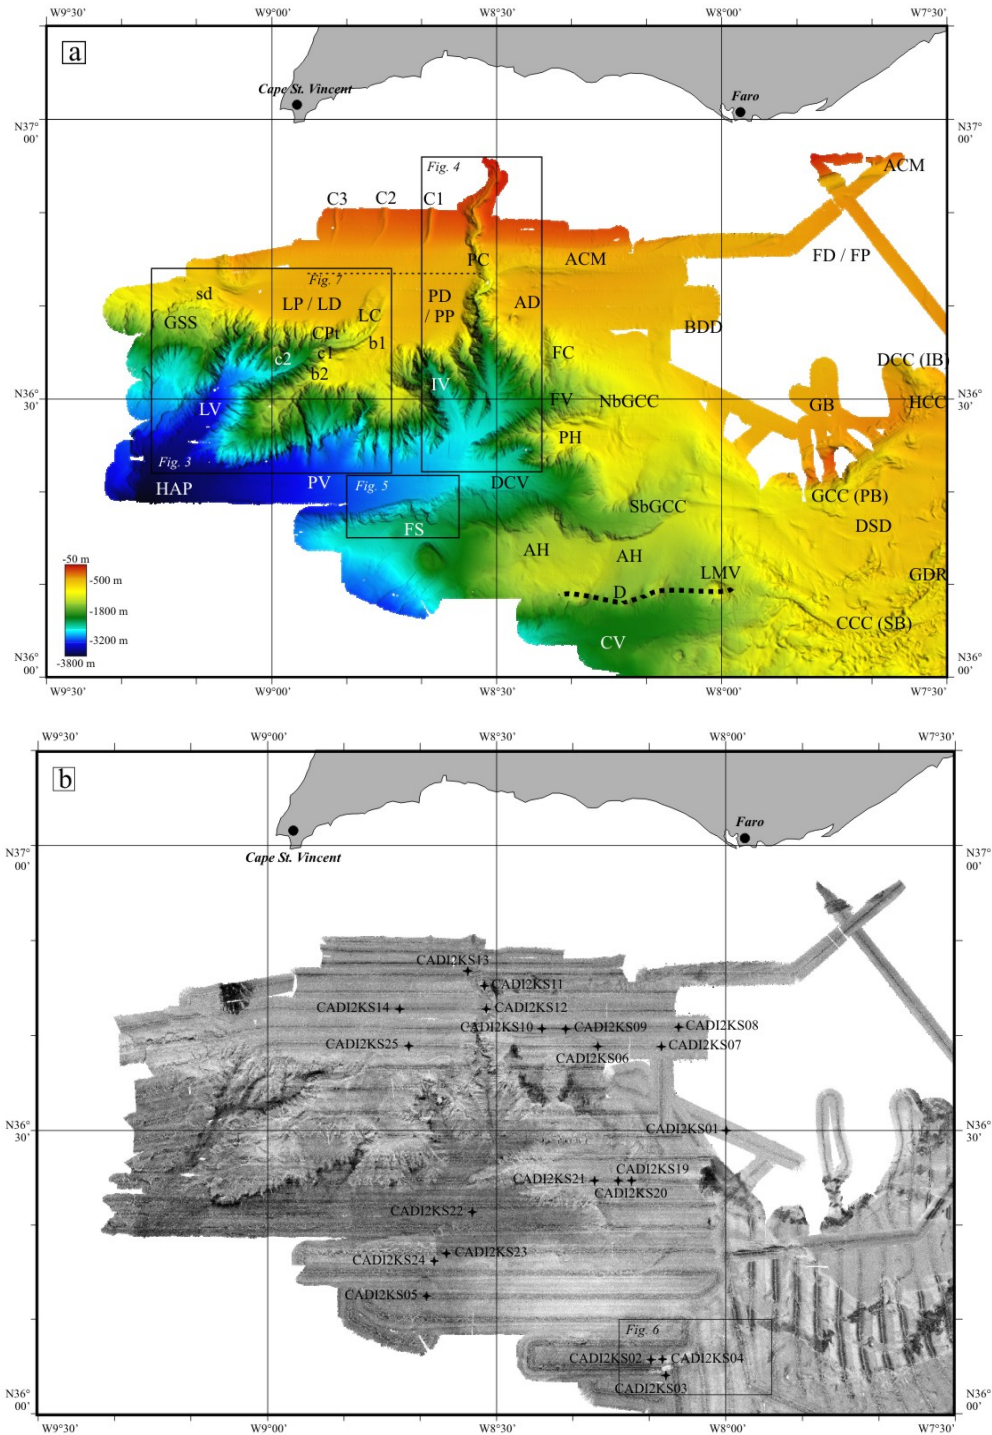 W9°30' W9°00' W8°30' W8°00' W7°30'
a
Cape St. Vincent
Faro
N37° 00'
N37° 00'
Fig. 4
ACM
C3 C2 C1
PC
ACM
FD / FP
Fig. 7
sd
LP / LD
PD / PP
AD
GSS
LC
BDD
CPt
b1
c1
c2
FC
DCC (IB)
b2
IV
N36° 30'
N36° 30'
LV
FV
NbGCC
GB
HCC
PH
Fig. 3
HAP
PV
Fig. 5
DCV
GCC (PB)
SbGCC
DSD
FS
AH
AH
-50 m
-500 m
-1800 m
-3200 m
-3800 m
LMV
GDR
D
CCC (SB)
CV
N36° 00'
N36° 00'
W9°30' W9°00' W8°30' W8°00' W7°30'
W9°30' W9°00' W8°30' W8°00' W7°30'
b
Cape St. Vincent
Faro
N37° 00'
N37° 00'
CADI2KS13
CADI2KS11
CADI2KS14
CADI2KS12
CADI2KS10
CADI2KS09
CADI2KS08
CADI2KS25
CADI2KS06
CADI2KS07
N36° 30'
CADI2KS01
N36° 30'
CADI2KS19
CADI2KS21
CADI2KS20
CADI2KS22
CADI2KS23
CADI2KS24
CADI2KS05
Fig. 6
CADI2KS02
CADI2KS04
CADI2KS03
N36° 00'
N36° 00'
W9°30' W9°00' W8°30' W8°00' W7°30'